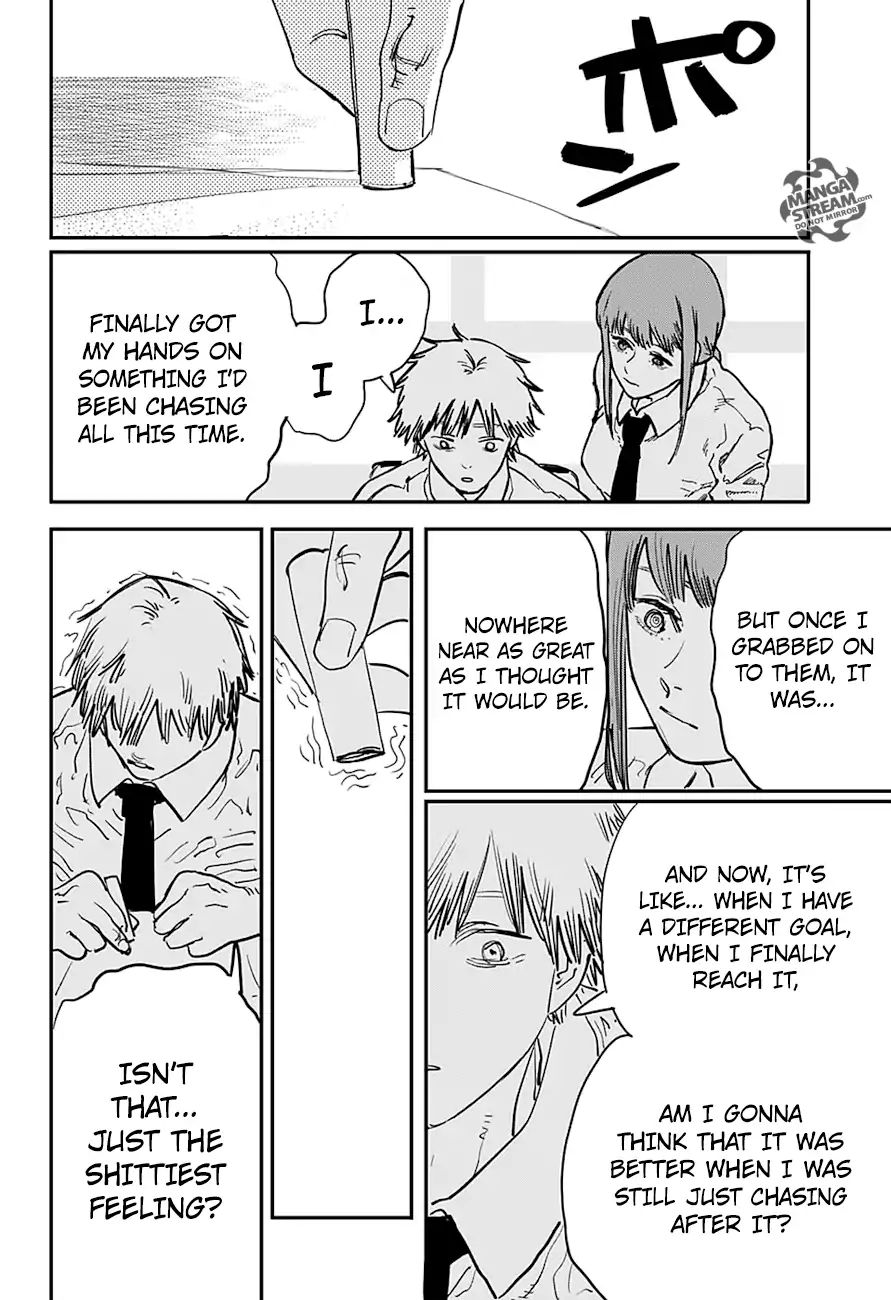 ポン
MANGA
STREAM.com
DO NOT MIRROR
I...
I
FINALLY GOT
MY HANDS ON
SOMETHING I'D
BEEN CHASING
ALL THIS TIME.
BUT ONCE I
GRABBED ON
TO THEM, IT
WAS...
NOWHERE
NEAR AS GREAT
AS I THOUGHT
IT WOULD BE.
AND NOW, IT'S
LIKE... WHEN I HAVE
A DIFFERENT GOAL,
WHEN I FINALLY
REACH IT,
AM I GONNA
THINK THAT IT WAS
BETTER WHEN I WAS
STILL JUST CHASING
AFTER IT?
ISN'T
THAT...
JUST THE
SHITTIEST
FEELING?